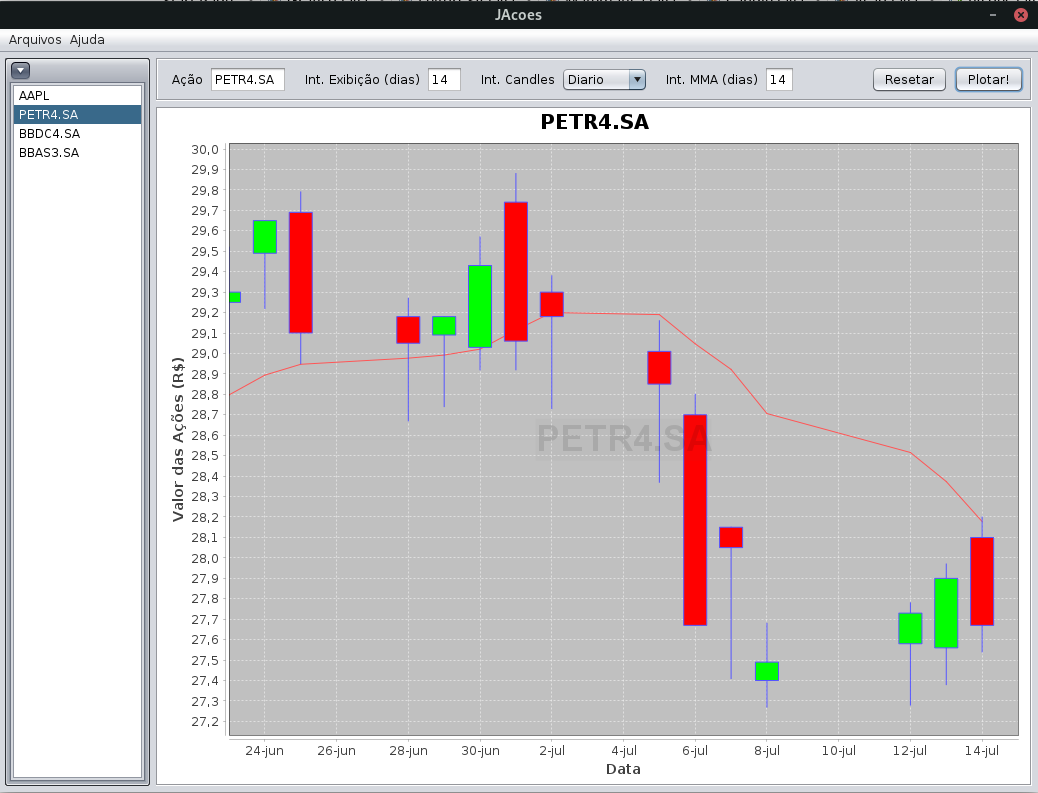 JAcoes
Arquivos Ajuda
Ação PETR4.SA Int. Exibição (dias) 14 Int. Candles Diario Int. MMA (dias) 14 Resetar Plotar!
AAPL
PETR4.SA
BBDC4.SA
BBAS3.SA
PETR4.SA
30,0
29,9
29,8
29,7
29,6
29,5
29,4
29,3
29,2
29,1
29,0
28,9
28,8
28,7
28,6
28,5
28,4
28,3
28,2
28,1
28,0
27,9
27,8
27,7
27,6
27,5
27,4
27,3
27,2
Valor das Ações (R$)
PETR4.SA
24-jun 26-jun 28-jun 30-jun 2-jul 4-jul 6-jul 8-jul 10-jul 12-jul 14-jul
Data